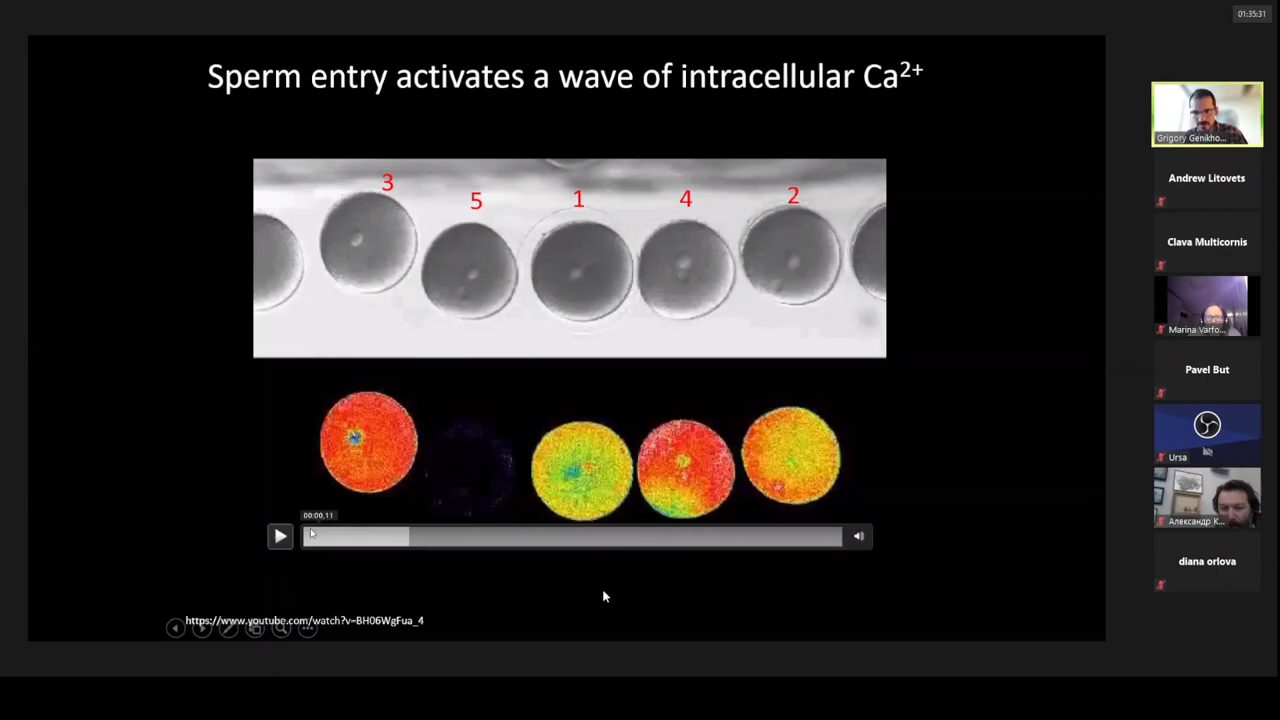 01:35:31
Sperm entry activates a wave of intracellular Ca2+
3
5
1
4
2
00:00,11
https://www.youtube.com/watch?v=BH06WgFua_4
Grigory Genikho...
Andrew Litovets
Clava Multicornis
Marina Varfo...
Pavel But
Ursa
Александр К...
diana orlova